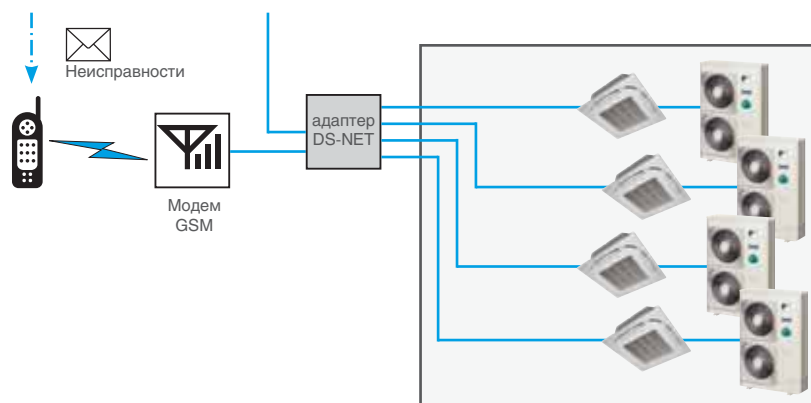 Неисправности
адаптер
DS-NET
Модем
GSM